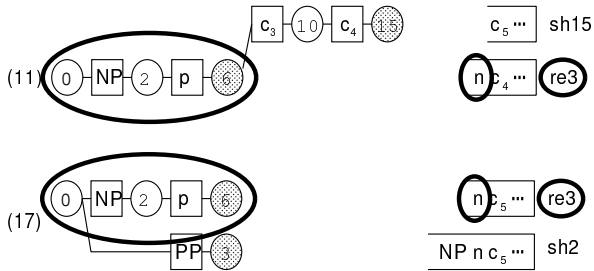 c3 10 c4 15 c5 ... sh15
(11) 0 NP 2 p 6 n c4 ... re3
(17) 0 NP 2 p 6 n c5 ... re3
PP 3 NP n c5 ... sh2